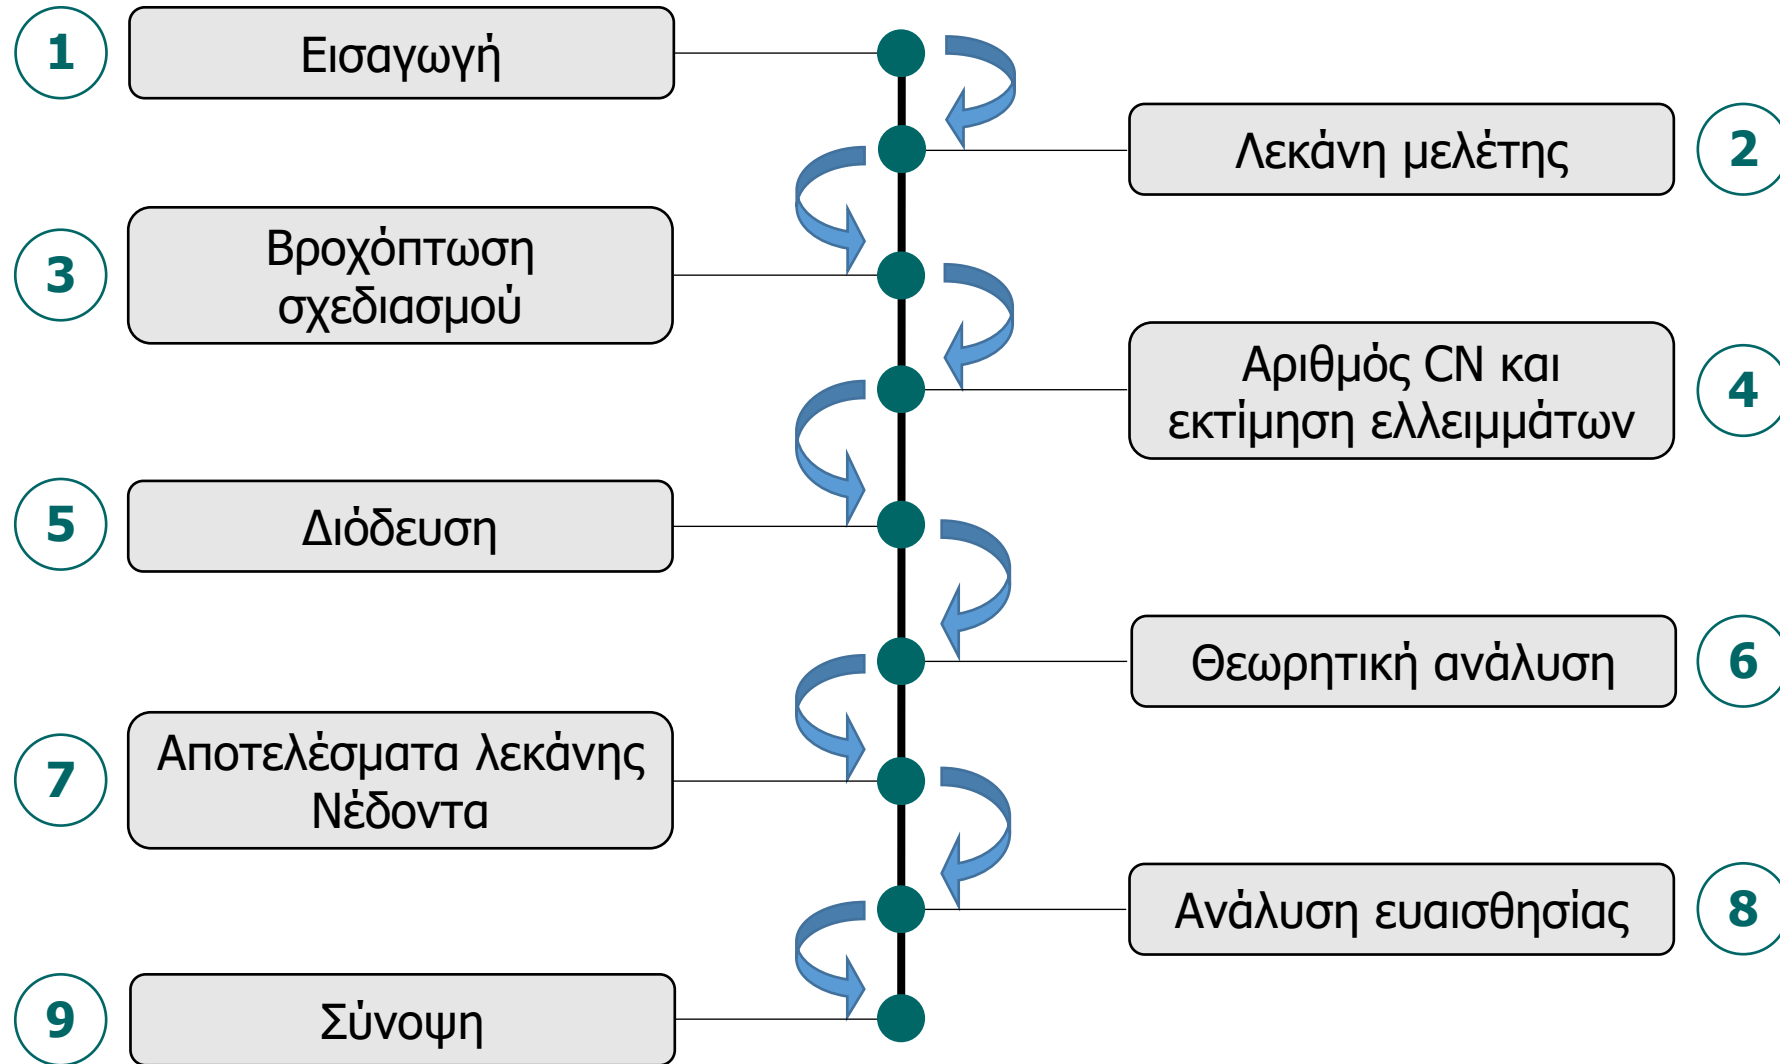 1
Εισαγωγή
Λεκάνη μελέτης
2
3
Βροχόπτωση
σχεδιασμού
Αριθμός CN και
εκτίμηση ελλειμμάτων
4
5
Διόδευση
Θεωρητική ανάλυση
6
7
Αποτελέσματα λεκάνης
Νέδοντα
Ανάλυση ευαισθησίας
8
9
Σύνοψη